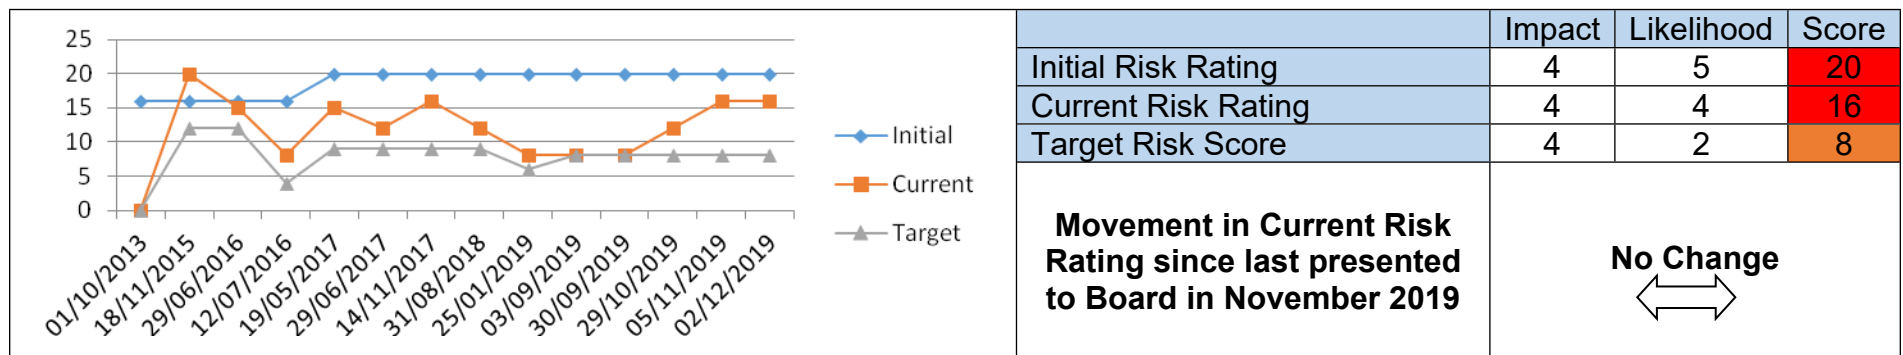 25
20
15
10
5
0
01/10/2013
18/11/2015
29/06/2016
12/07/2016
19/05/2017
29/06/2017
14/11/2017
31/08/2018
25/01/2019
03/09/2019
30/09/2019
29/10/2019
05/11/2019
02/12/2019
Initial
Current
Target
Impact Likelihood Score
Initial Risk Rating 4 5 20
Current Risk Rating 4 4 16
Target Risk Score 4 2 8
Movement in Current Risk
Rating since last presented
to Board in November 2019
No Change